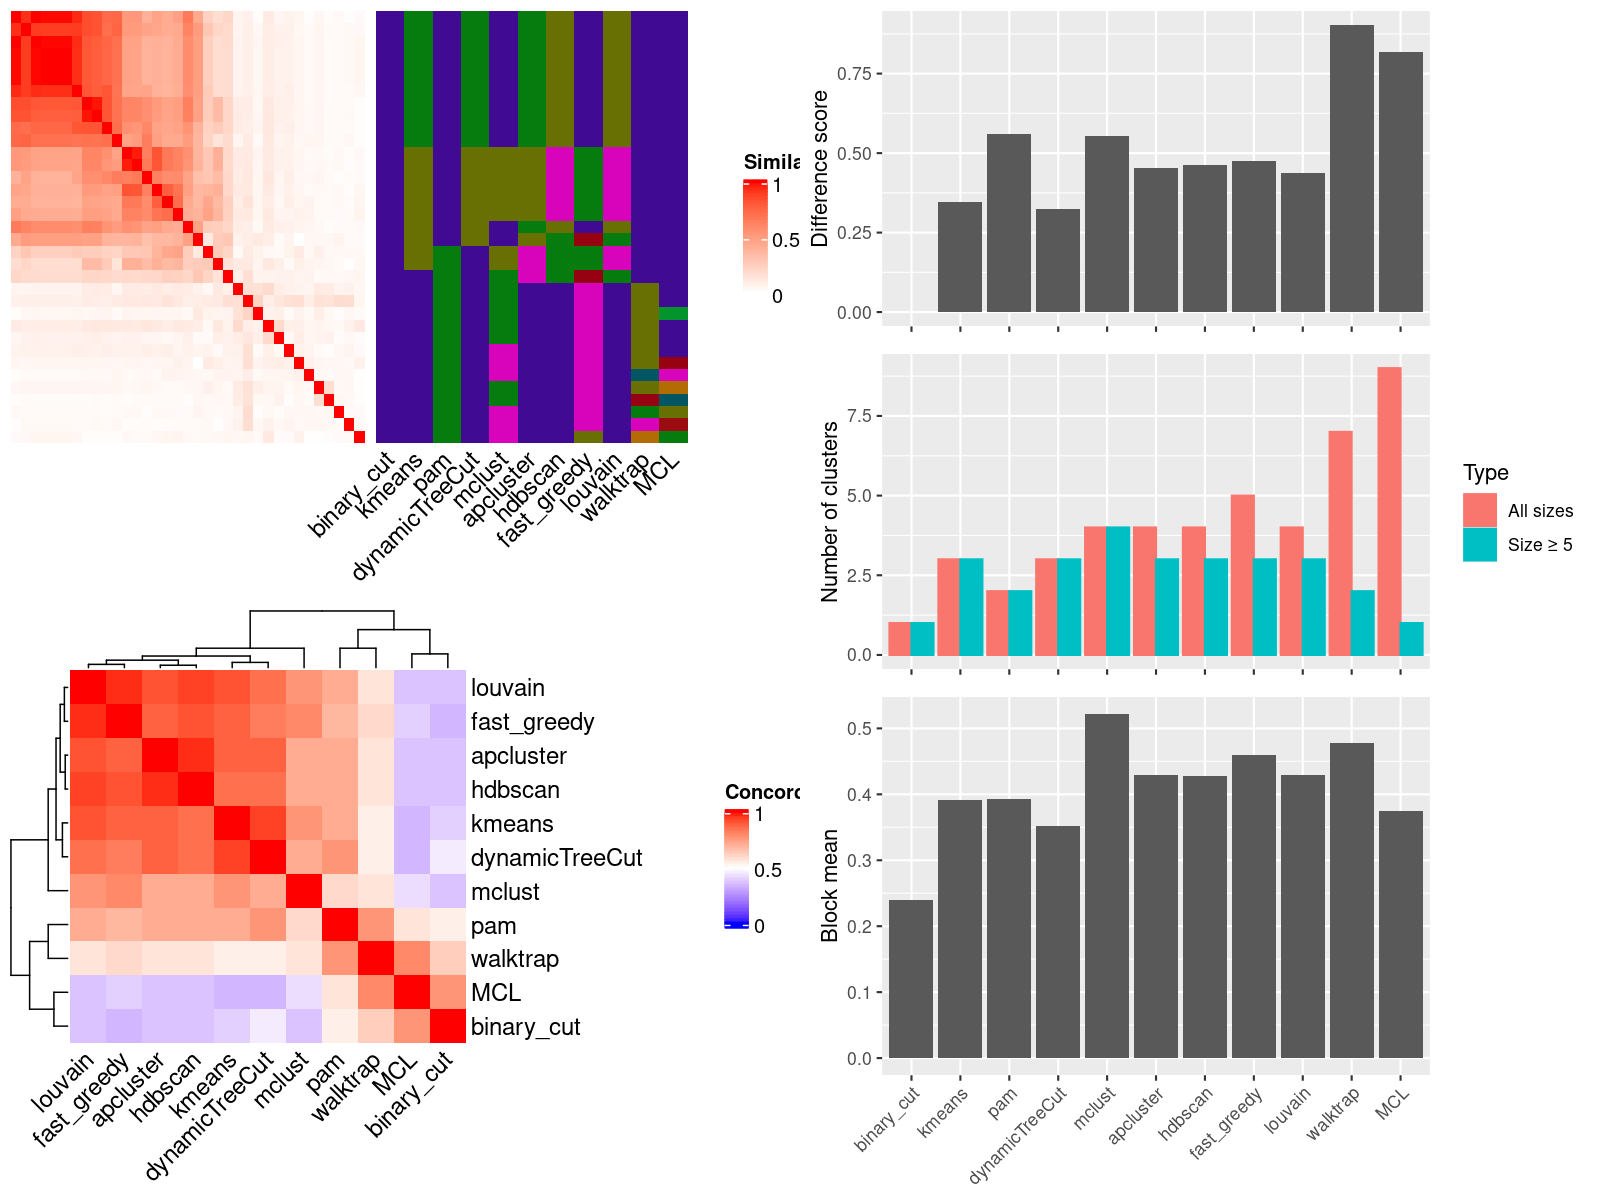 Simila
1
0.5
0
binary_cut
kmeans
pam
dynamicTreeCut
mclust
apcluster
hdbscan
fast_greedy
louvain
walktrap
MCL
Difference score
0.75
0.50
0.25
0.00
Number of clusters
7.5
5.0
2.5
0.0
Type
All sizes
Size ≥ 5
louvain
fast_greedy
apcluster
hdbscan
kmeans
dynamicTreeCut
mclust
pam
walktrap
MCL
binary_cut
louvain
fast_greedy
apcluster
hdbscan
kmeans
dynamicTreeCut
mclust
pam
walktrap
MCL
binary_cut
Concord
1
0.5
0
Block mean
0.5
0.4
0.3
0.2
0.1
0.0
binary_cut
kmeans
pam
dynamicTreeCut
mclust
apcluster
hdbscan
fast_greedy
louvain
walktrap
MCL